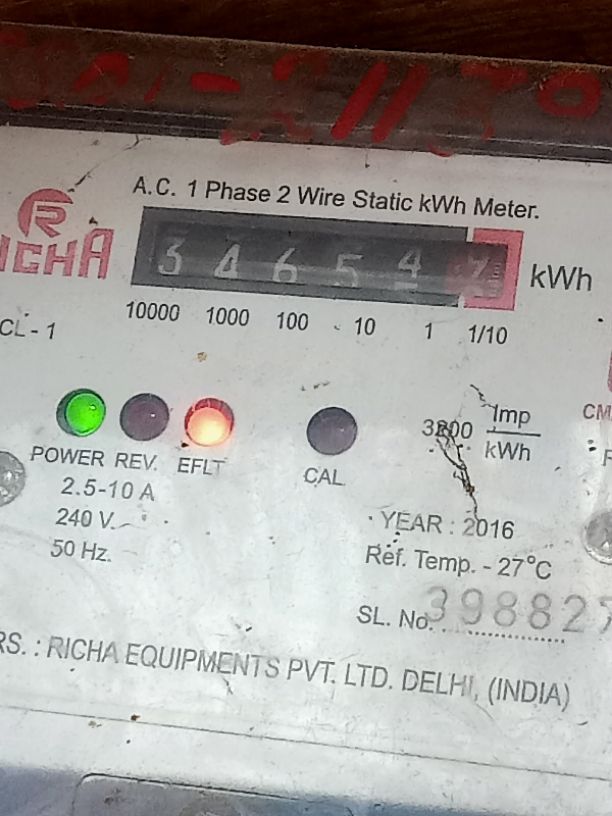 A.C. 1 Phase 2 Wire Static kWh Meter.
RICHA
3 4 6 5 4 kWh
10000 1000 100 10 1 1/10
CL - 1
3200 Imp
kWh
POWER REV. EFLT CAL
2.5-10 A
240 V.
50 Hz.
YEAR : 2016
Ref. Temp. - 27°C
SL. No. 39882
RS. : RICHA EQUIPMENTS PVT. LTD. DELHI, (INDIA)